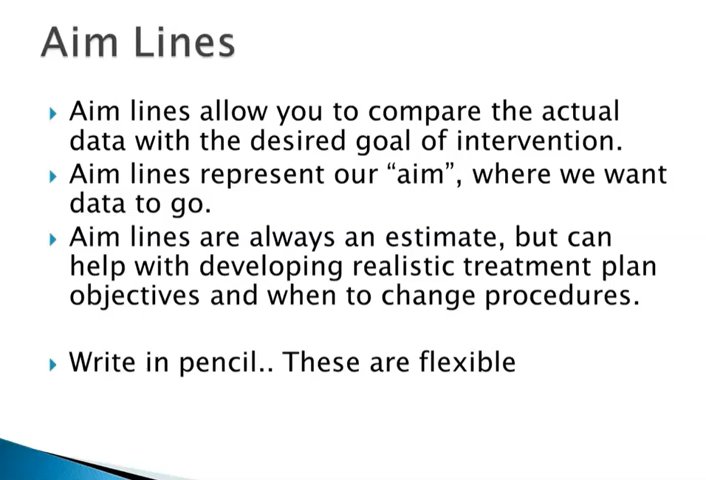 Aim Lines
Aim lines allow you to compare the actual
data with the desired goal of intervention.
Aim lines represent our “aim”, where we want
data to go.
Aim lines are always an estimate, but can
help with developing realistic treatment plan
objectives and when to change procedures.
Write in pencil.. These are flexible